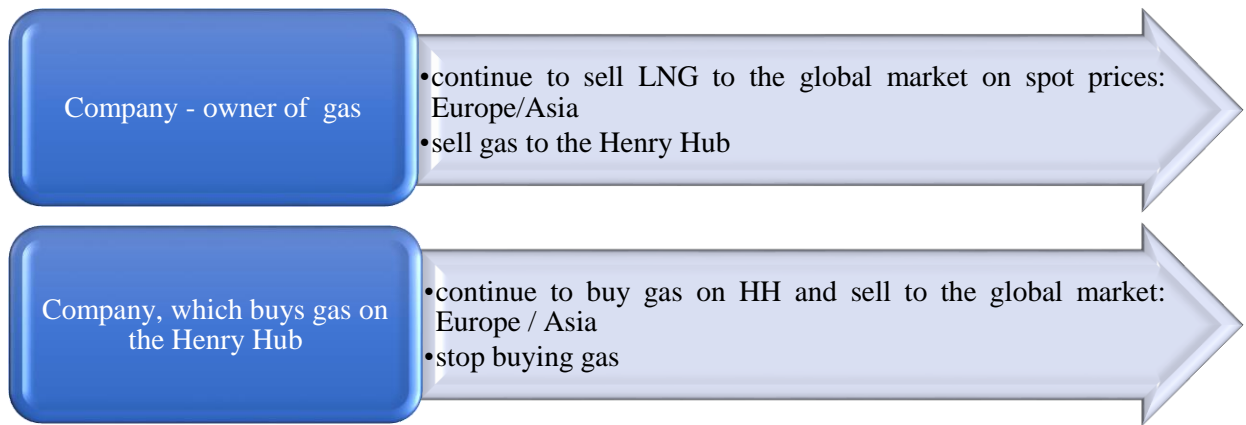 Company - owner of gas
•continue to sell LNG to the global market on spot prices:
Europe/Asia
•sell gas to the Henry Hub
Company, which buys gas on
the Henry Hub
•continue to buy gas on HH and sell to the global market:
Europe / Asia
•stop buying gas